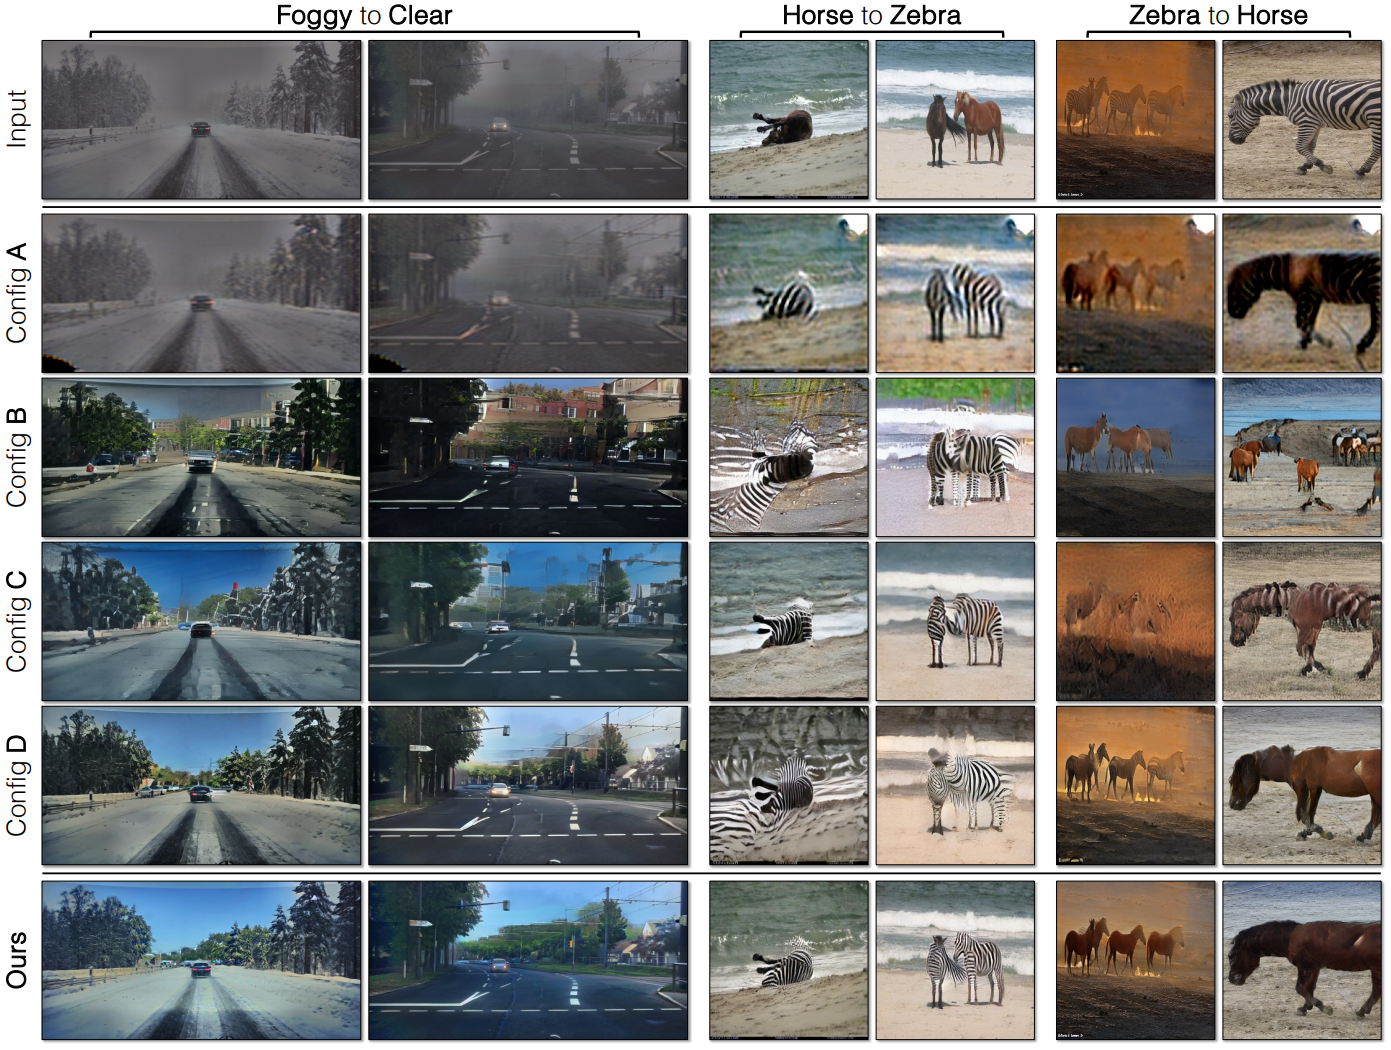 Foggy to Clear
Horse to Zebra
Zebra to Horse
Input
Config A
Config B
Config C
Config D
Ours